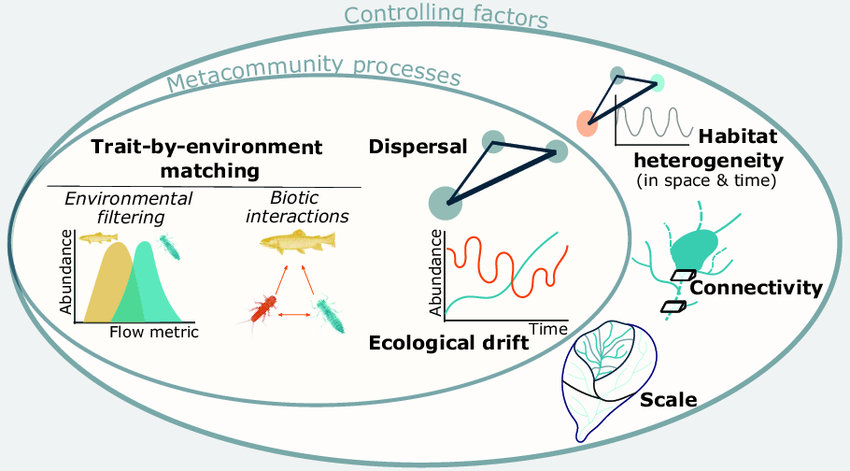 Controlling factors
Metacommunity processes
Trait-by-environment
matching
Environmental
filtering
Biotic
interactions
Abundance
Flow metric
Dispersal
Abundance
Time
Ecological drift
Habitat
heterogeneity
(in space & time)
Connectivity
Scale